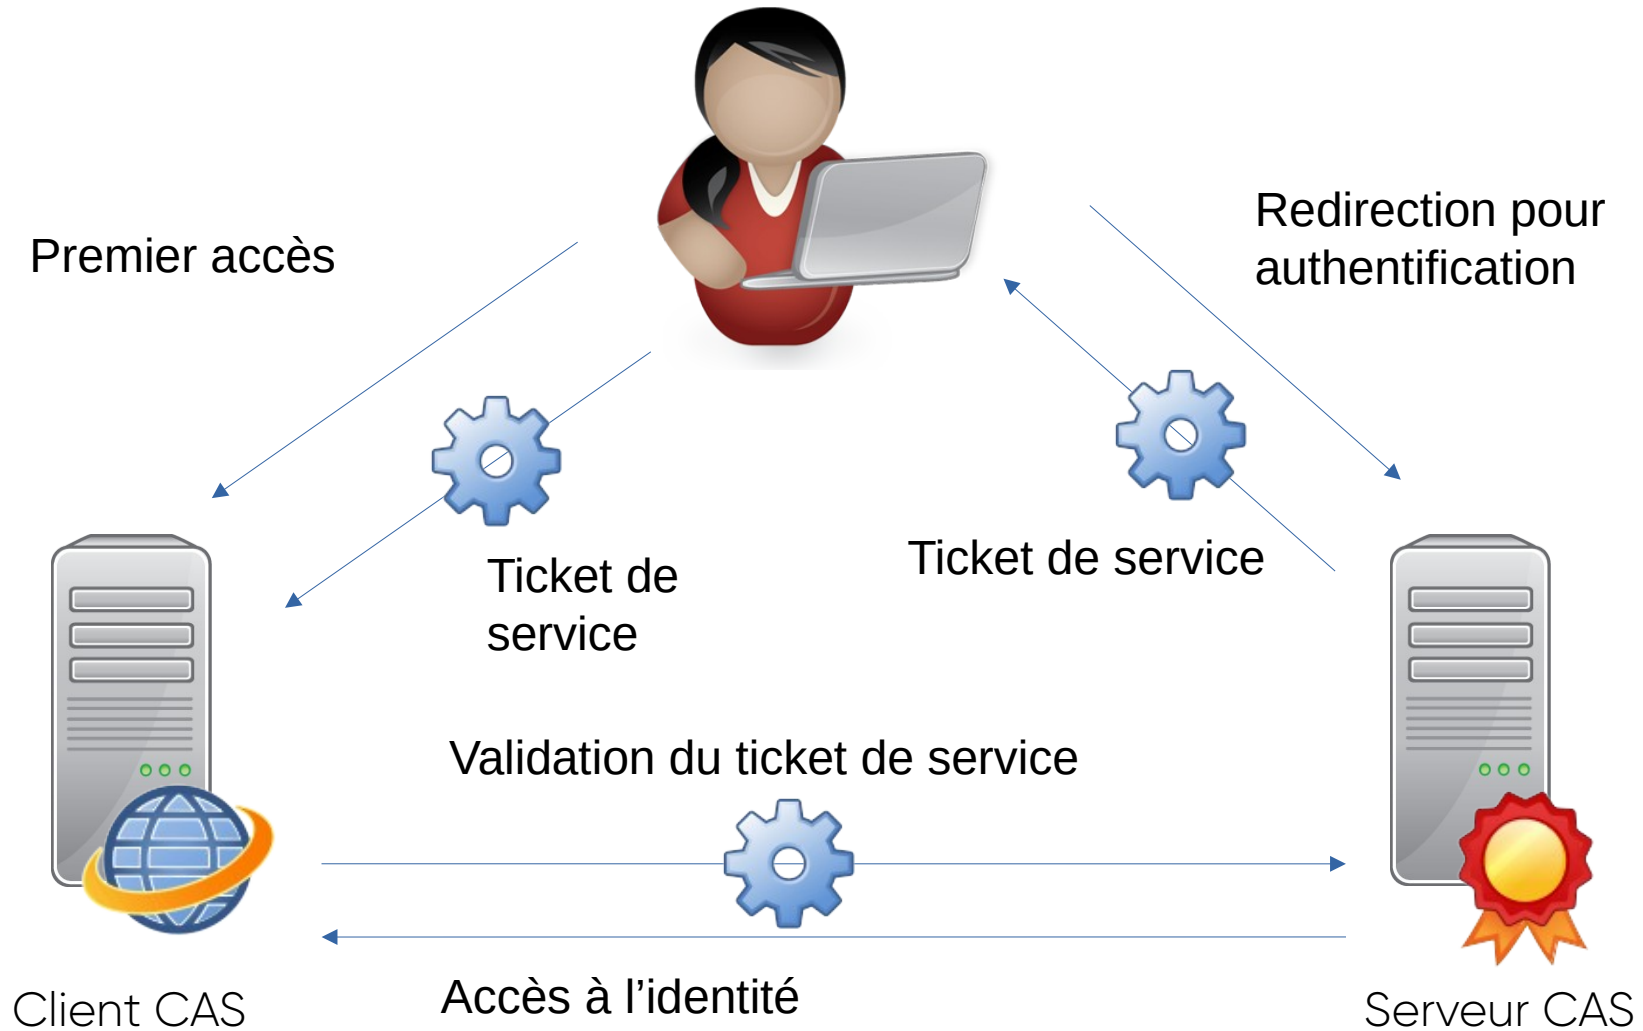 Redirection pour
authentification
Premier accès
Ticket de service
Ticket de
service
Validation du ticket de service
Accès à l’identité
Client CAS
Serveur CAS